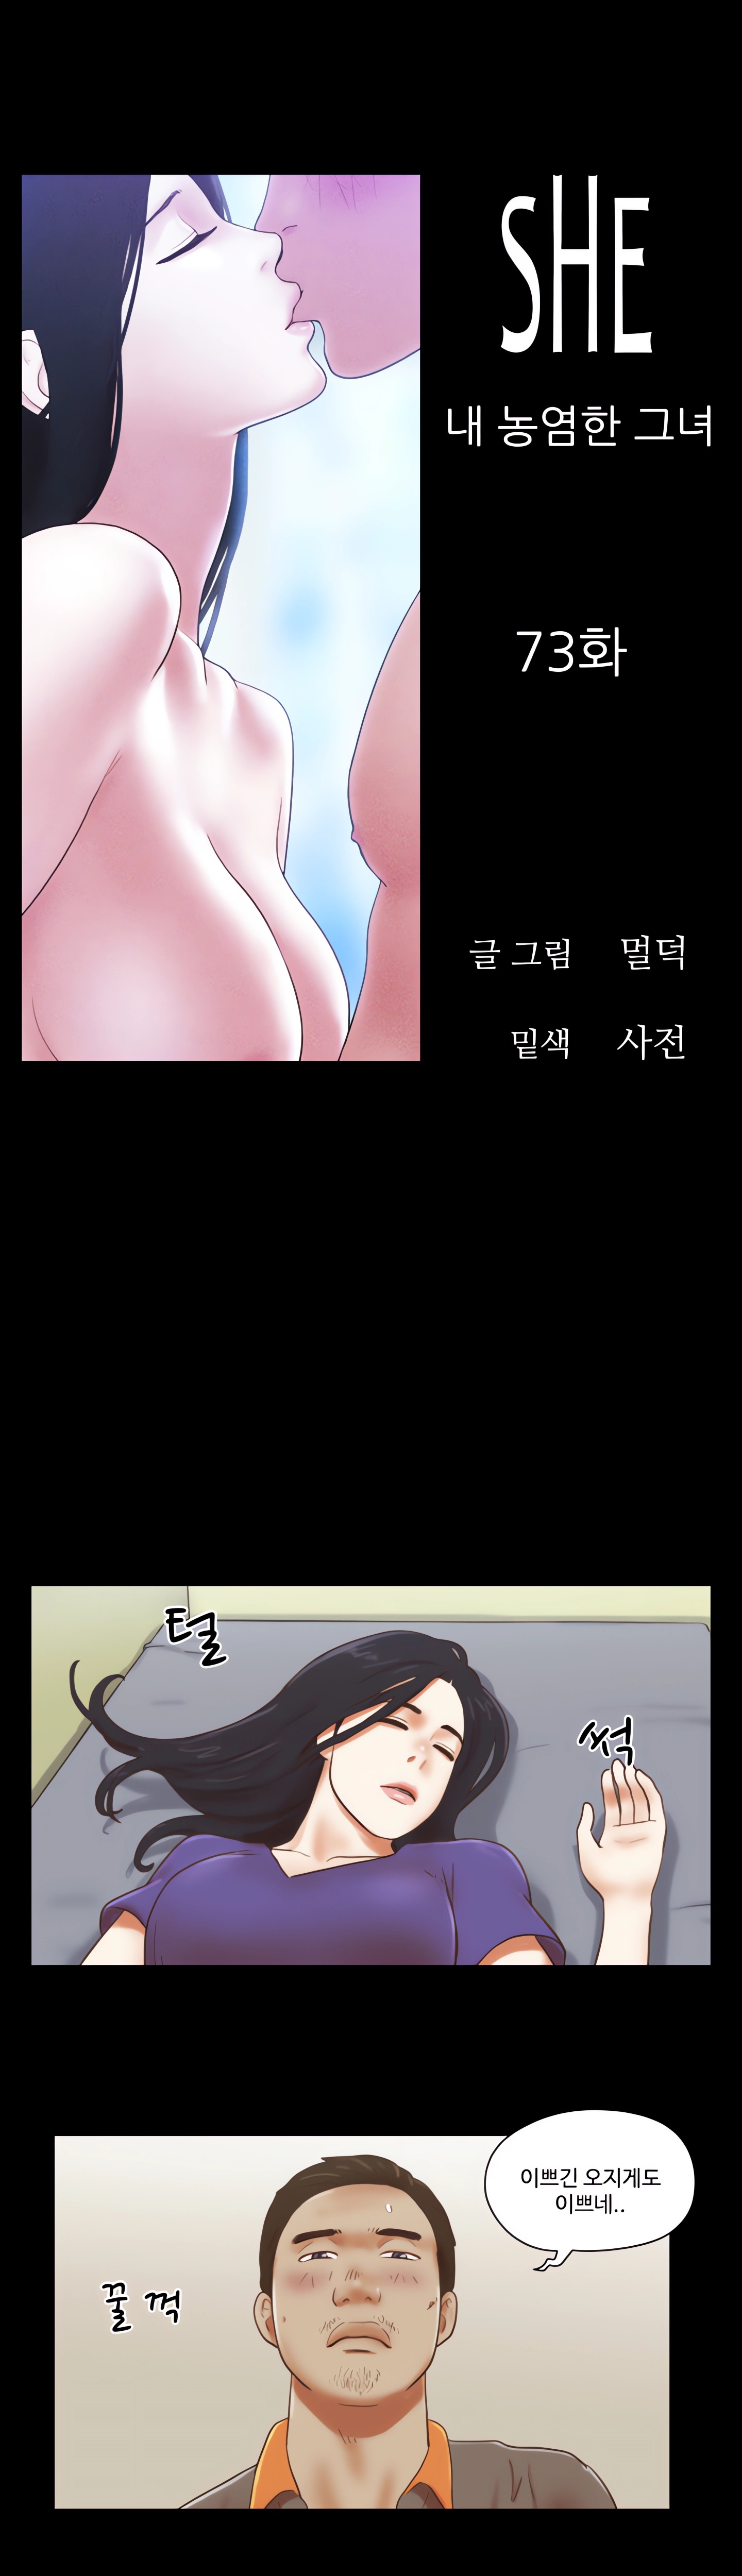 SHE
내 농염한 그녀
73화
글 그림 멀덕
밑색 사전
털
썩
이쁘긴 오지게도
이쁘네..
꿀 꺽